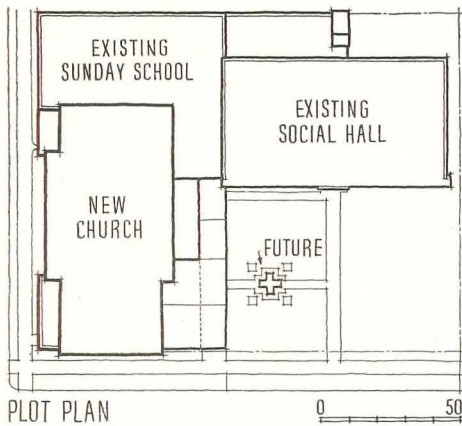 EXISTING
SUNDAY SCHOOL
EXISTING
SOCIAL HALL
NEW
CHURCH
FUTURE
PLOT PLAN
0 50